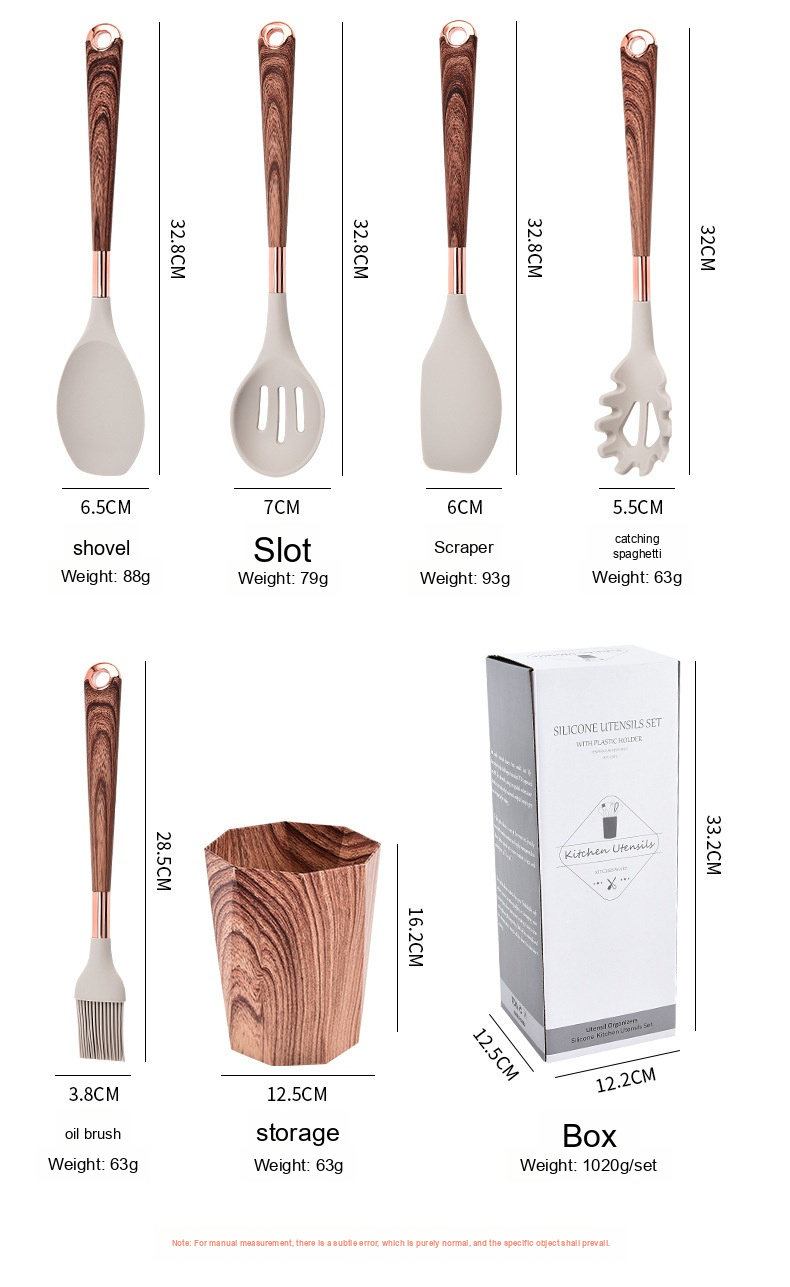 32.8CM
32.8CM
32.8CM
32CM
6.5CM
7CM
6CM
5.5CM
shovel
Slot
Scraper
catching
spaghetti
Weight: 88g
Weight: 79g
Weight: 93g
Weight: 63g
28.5CM
16.2CM
SILICONE UTENSILS SET
WITH PLASTIC HOLDER
Kitchen Utensils
Utensil Organizers
Silicone Kitchen Utensils Set
33.2CM
12.5CM
12.2CM
3.8CM
12.5CM
oil brush
storage
Box
Weight: 63g
Weight: 63g
Weight: 1020g/set
Note: For manual measurement, there is a subtle error, which is purely normal, and the specific object shall prevail.